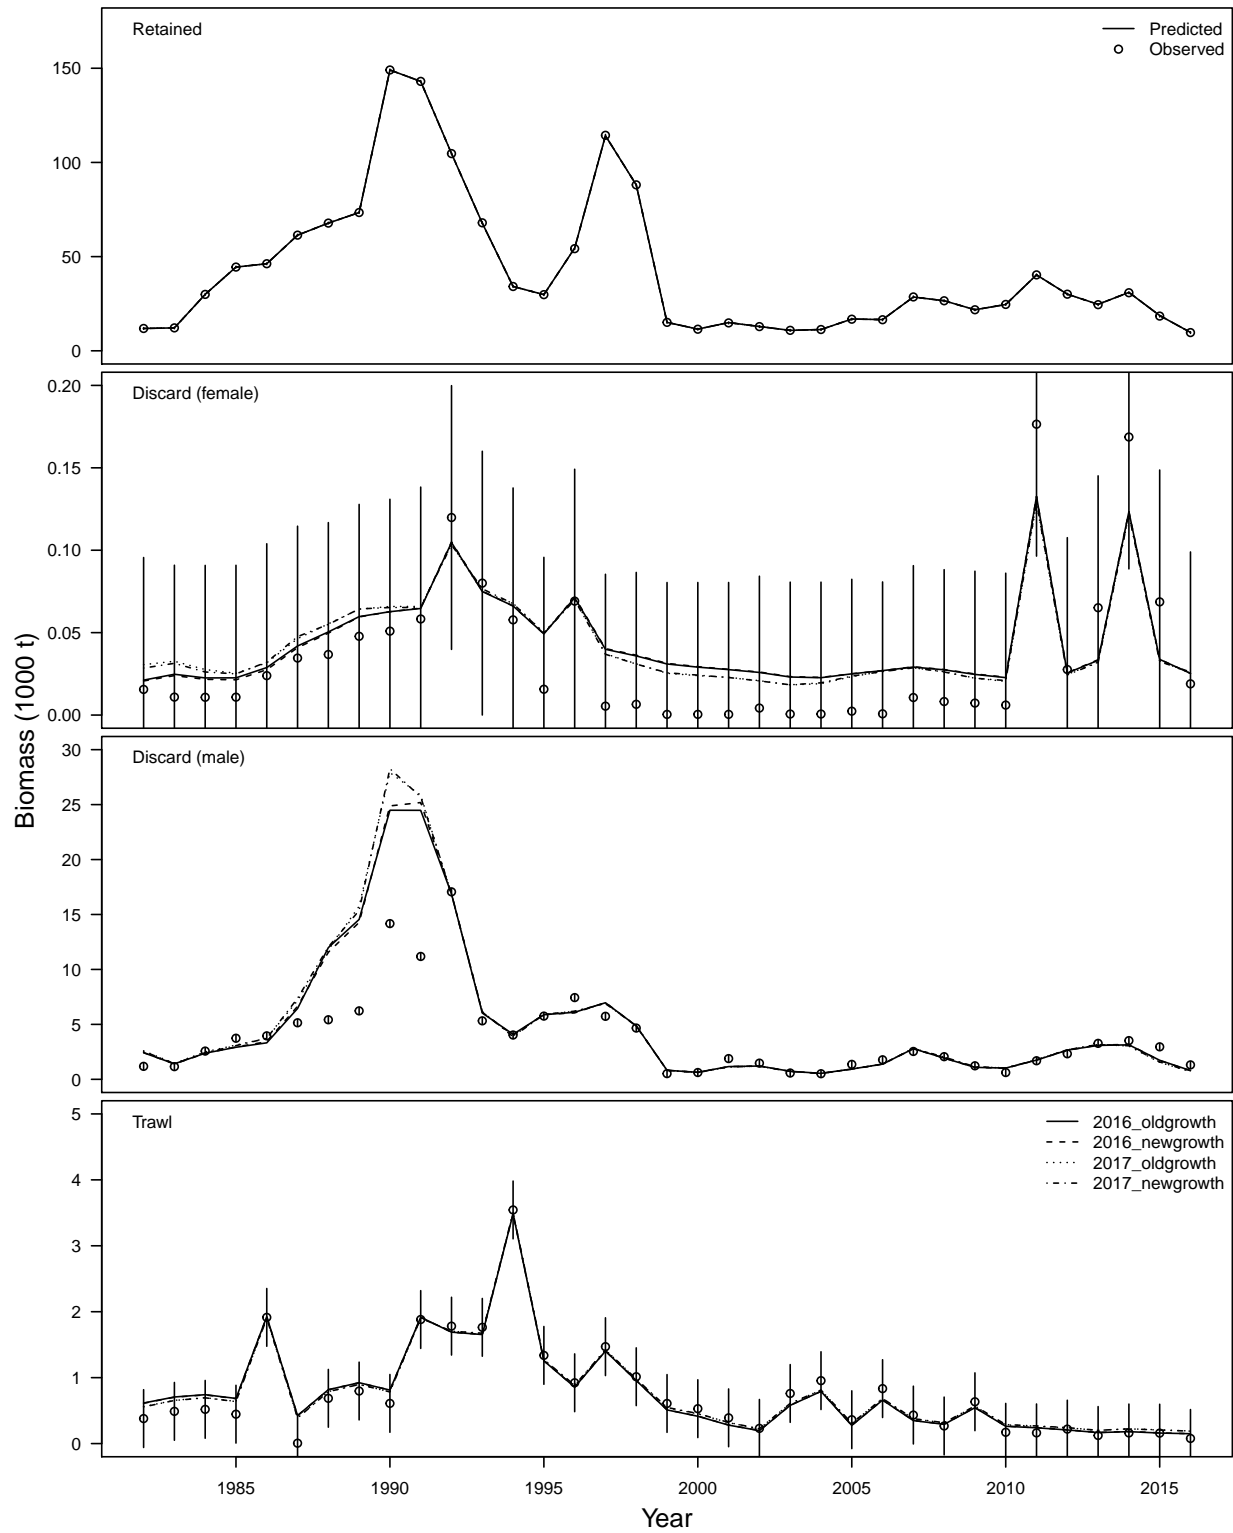 Retained
Predicted
Observed
150
100
50
0
Discard (female)
0.20
0.15
0.10
0.05
0.00
Biomass (1000 t)
Discard (male)
30
25
20
15
10
5
0
Trawl
2016_oldgrowth
2016_newgrowth
2017_oldgrowth
2017_newgrowth
5
4
3
2
1
0
1985 1990 1995 2000 2005 2010 2015
Year